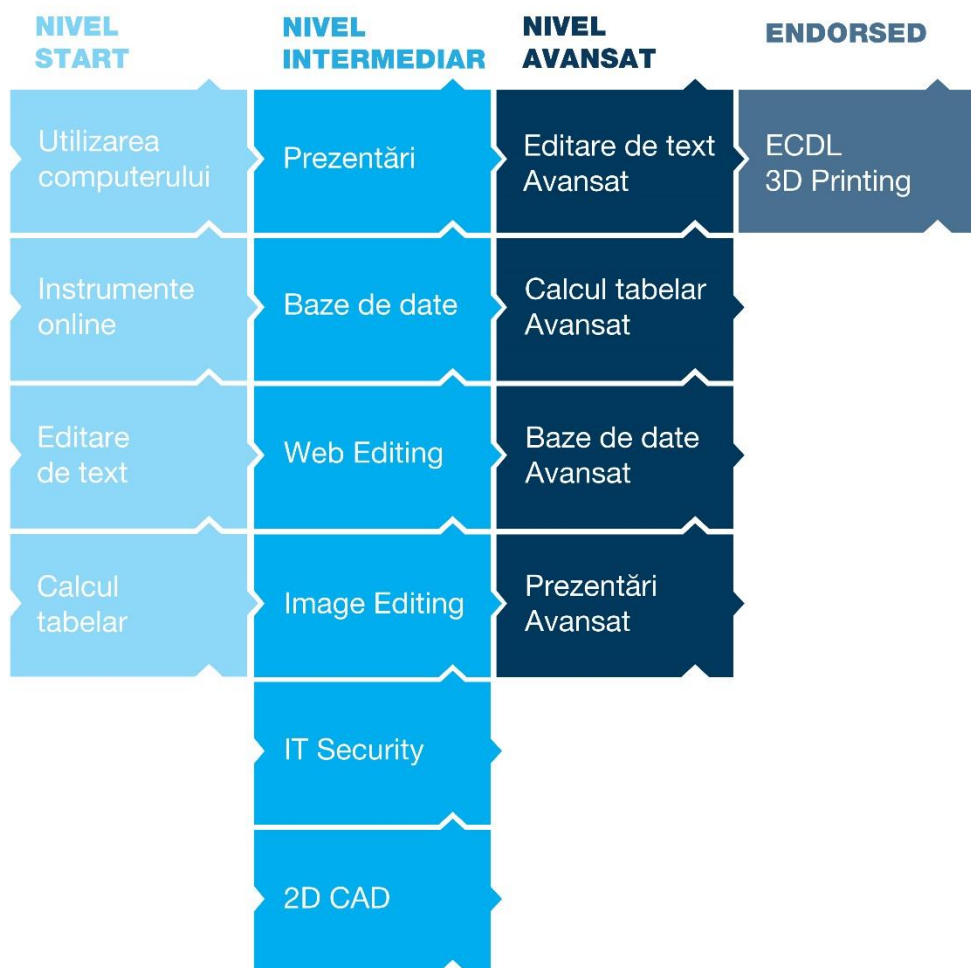 NIVEL
START
Utilizarea
computerului
Instrumente
online
Editare
de text
Calcul
tabelar
NIVEL
INTERMEDIAR
Prezentări
Baze de date
Web Editing
Image Editing
IT Security
2D CAD
NIVEL
AVANSAT
Editare de text
Avansat
Calcul tabelar
Avansat
Baze de date
Avansat
Prezentări
Avansat
ENDORSED
ECDL
3D Printing